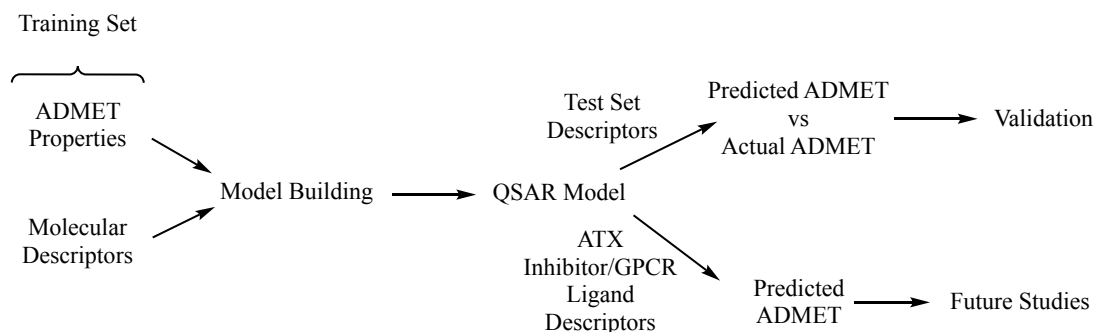 Training Set
ADMET
Properties
Molecular
Descriptors
Model Building
QSAR Model
Test Set
Descriptors
Predicted ADMET
vs
Actual ADMET
Validation
ATX
Inhibitor/GPCR
Ligand
Descriptors
Predicted
ADMET
Future Studies